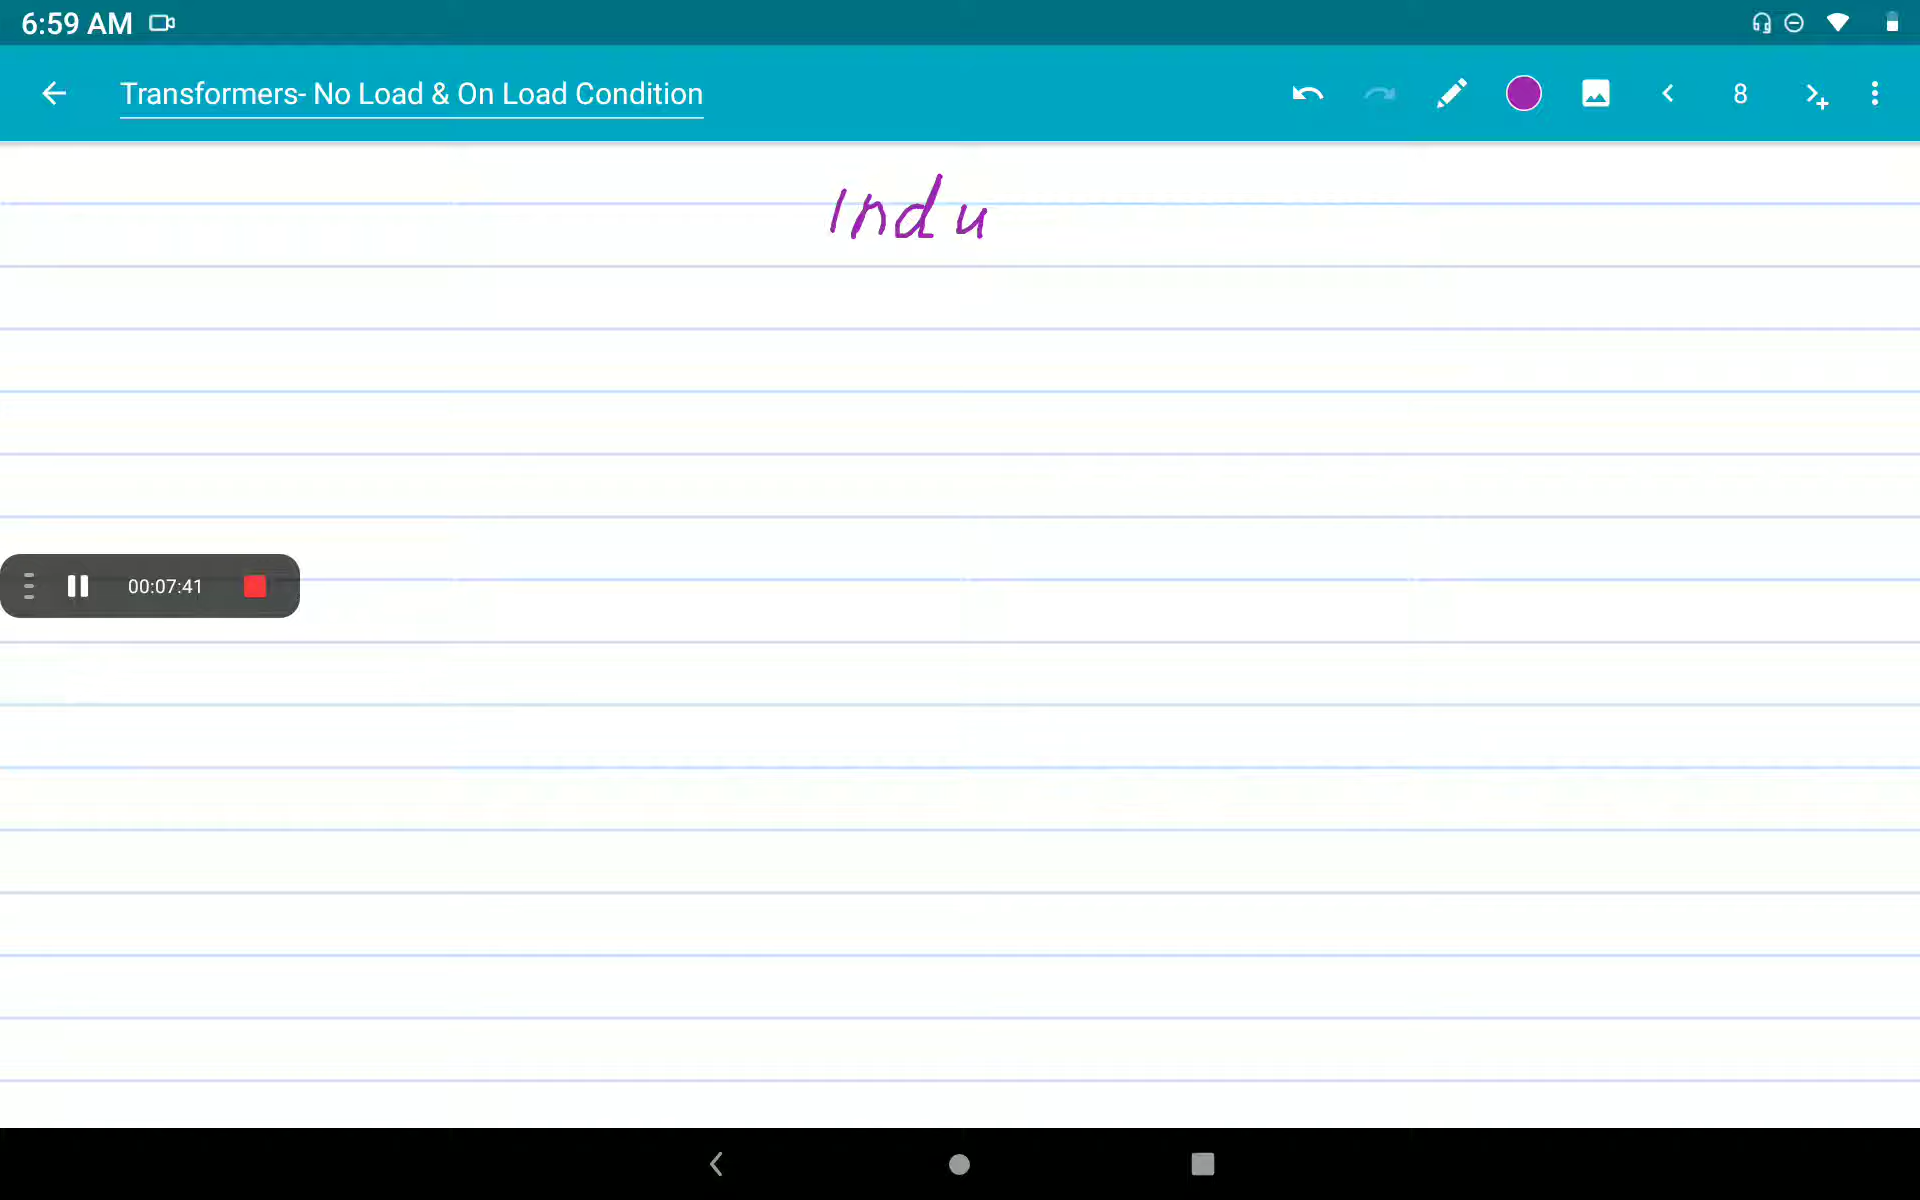 6:59 AM
Transformers- No Load & On Load Condition
8
Indu
00:07:41